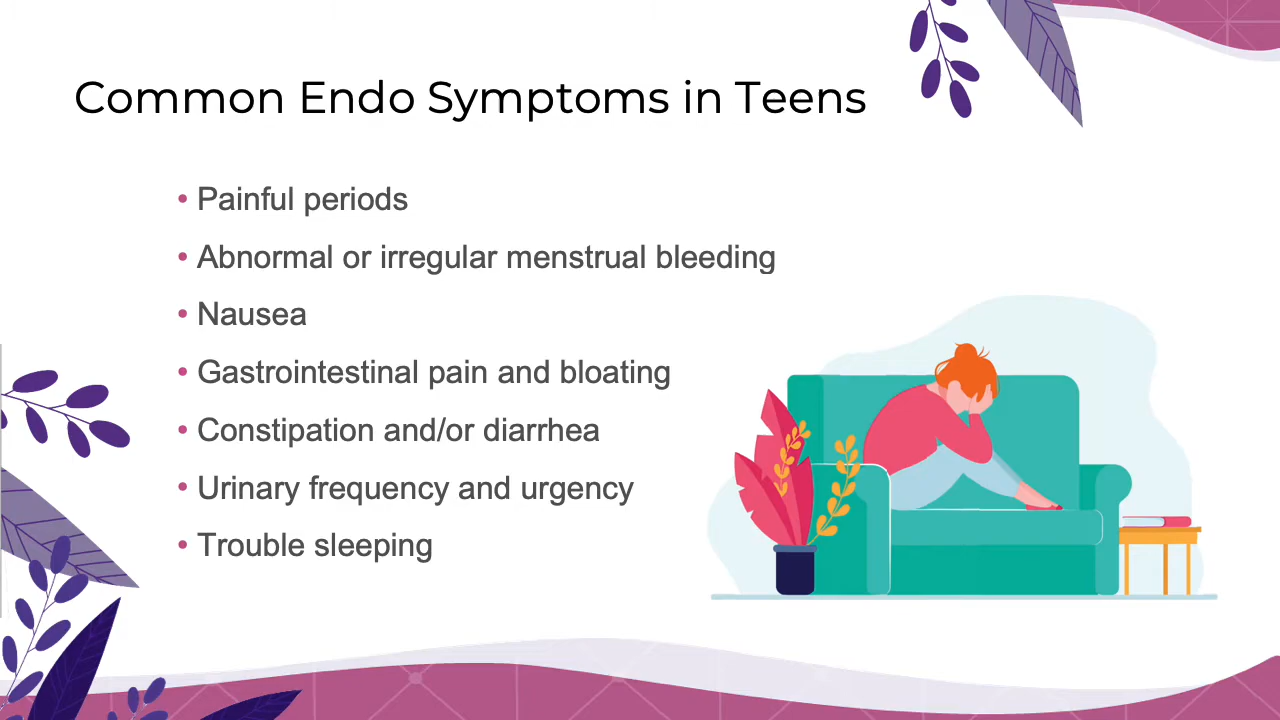 Common Endo Symptoms in Teens
• Painful periods
• Abnormal or irregular menstrual bleeding
• Nausea
• Gastrointestinal pain and bloating
• Constipation and/or diarrhea
• Urinary frequency and urgency
• Trouble sleeping